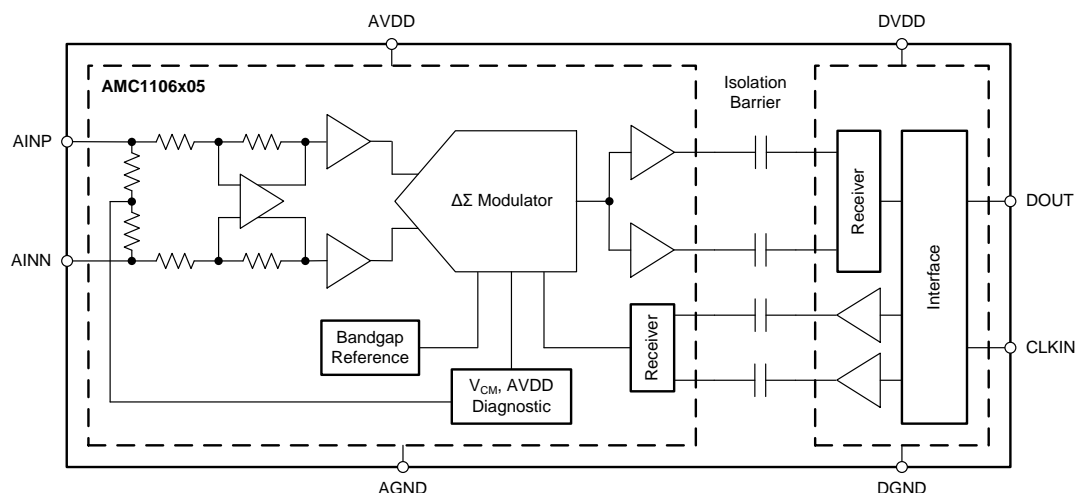 AVDD
DVDD
AMC1106x05
Isolation
Barrier
AINP
ΔΣ Modulator
Receiver
DOUT
AINN
Interface
Bandgap
Reference
Receiver
CLKIN
VCM, AVDD
Diagnostic
AGND
DGND